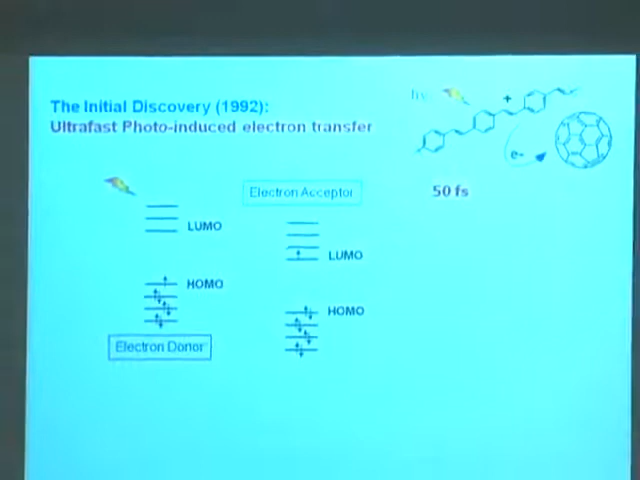 The Initial Discovery (1992):
Ultrafast Photo-induced electron transfer
hν
+
e-
50 fs
Electron Acceptor
LUMO
LUMO
HOMO
HOMO
Electron Donor